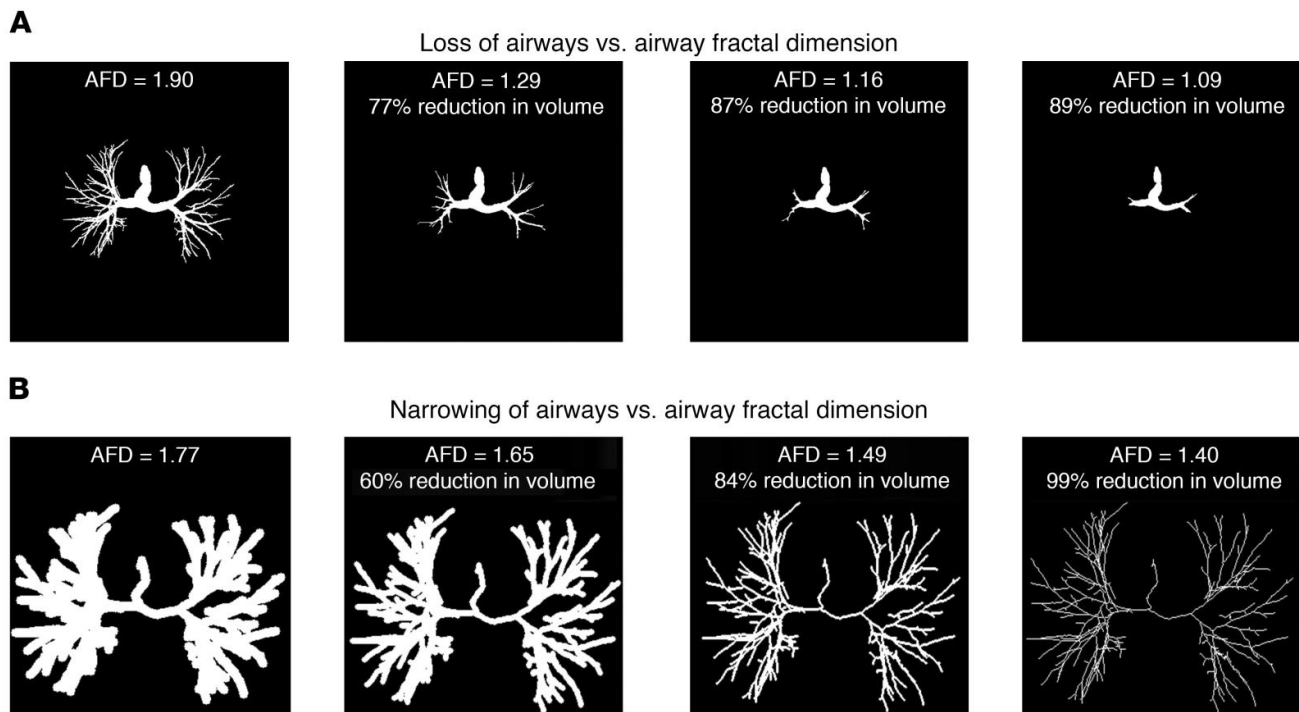 A
Loss of airways vs. airway fractal dimension
AFD = 1.90
AFD = 1.29
77% reduction in volume
AFD = 1.16
87% reduction in volume
AFD = 1.09
89% reduction in volume
B
Narrowing of airways vs. airway fractal dimension
AFD = 1.77
AFD = 1.65
60% reduction in volume
AFD = 1.49
84% reduction in volume
AFD = 1.40
99% reduction in volume